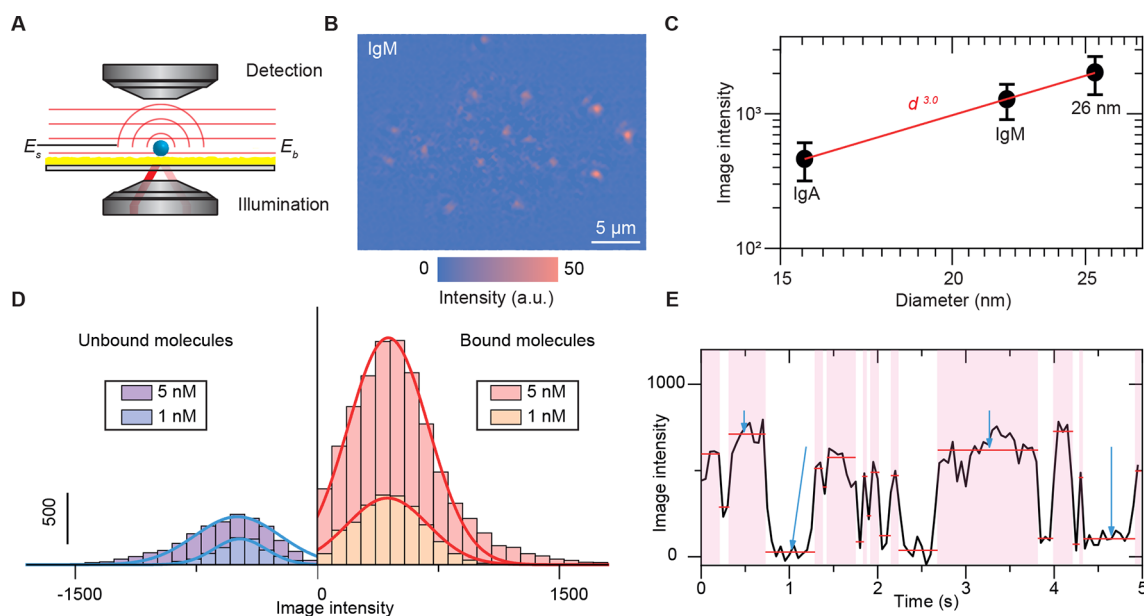 A
Detection
E s
E b
Illumination
B
IgM
5 µm
0
50
Intensity (a.u.)
C
Image intensity
10³
10²
d 3.0
IgA
IgM
26 nm
15
20
25
Diameter (nm)
D
Unbound molecules
Bound molecules
5 nM
1 nM
5 nM
1 nM
500
-1500
0
1500
Image intensity
E
Image intensity
1000
0
0
1
2
3
4
5
Time (s)